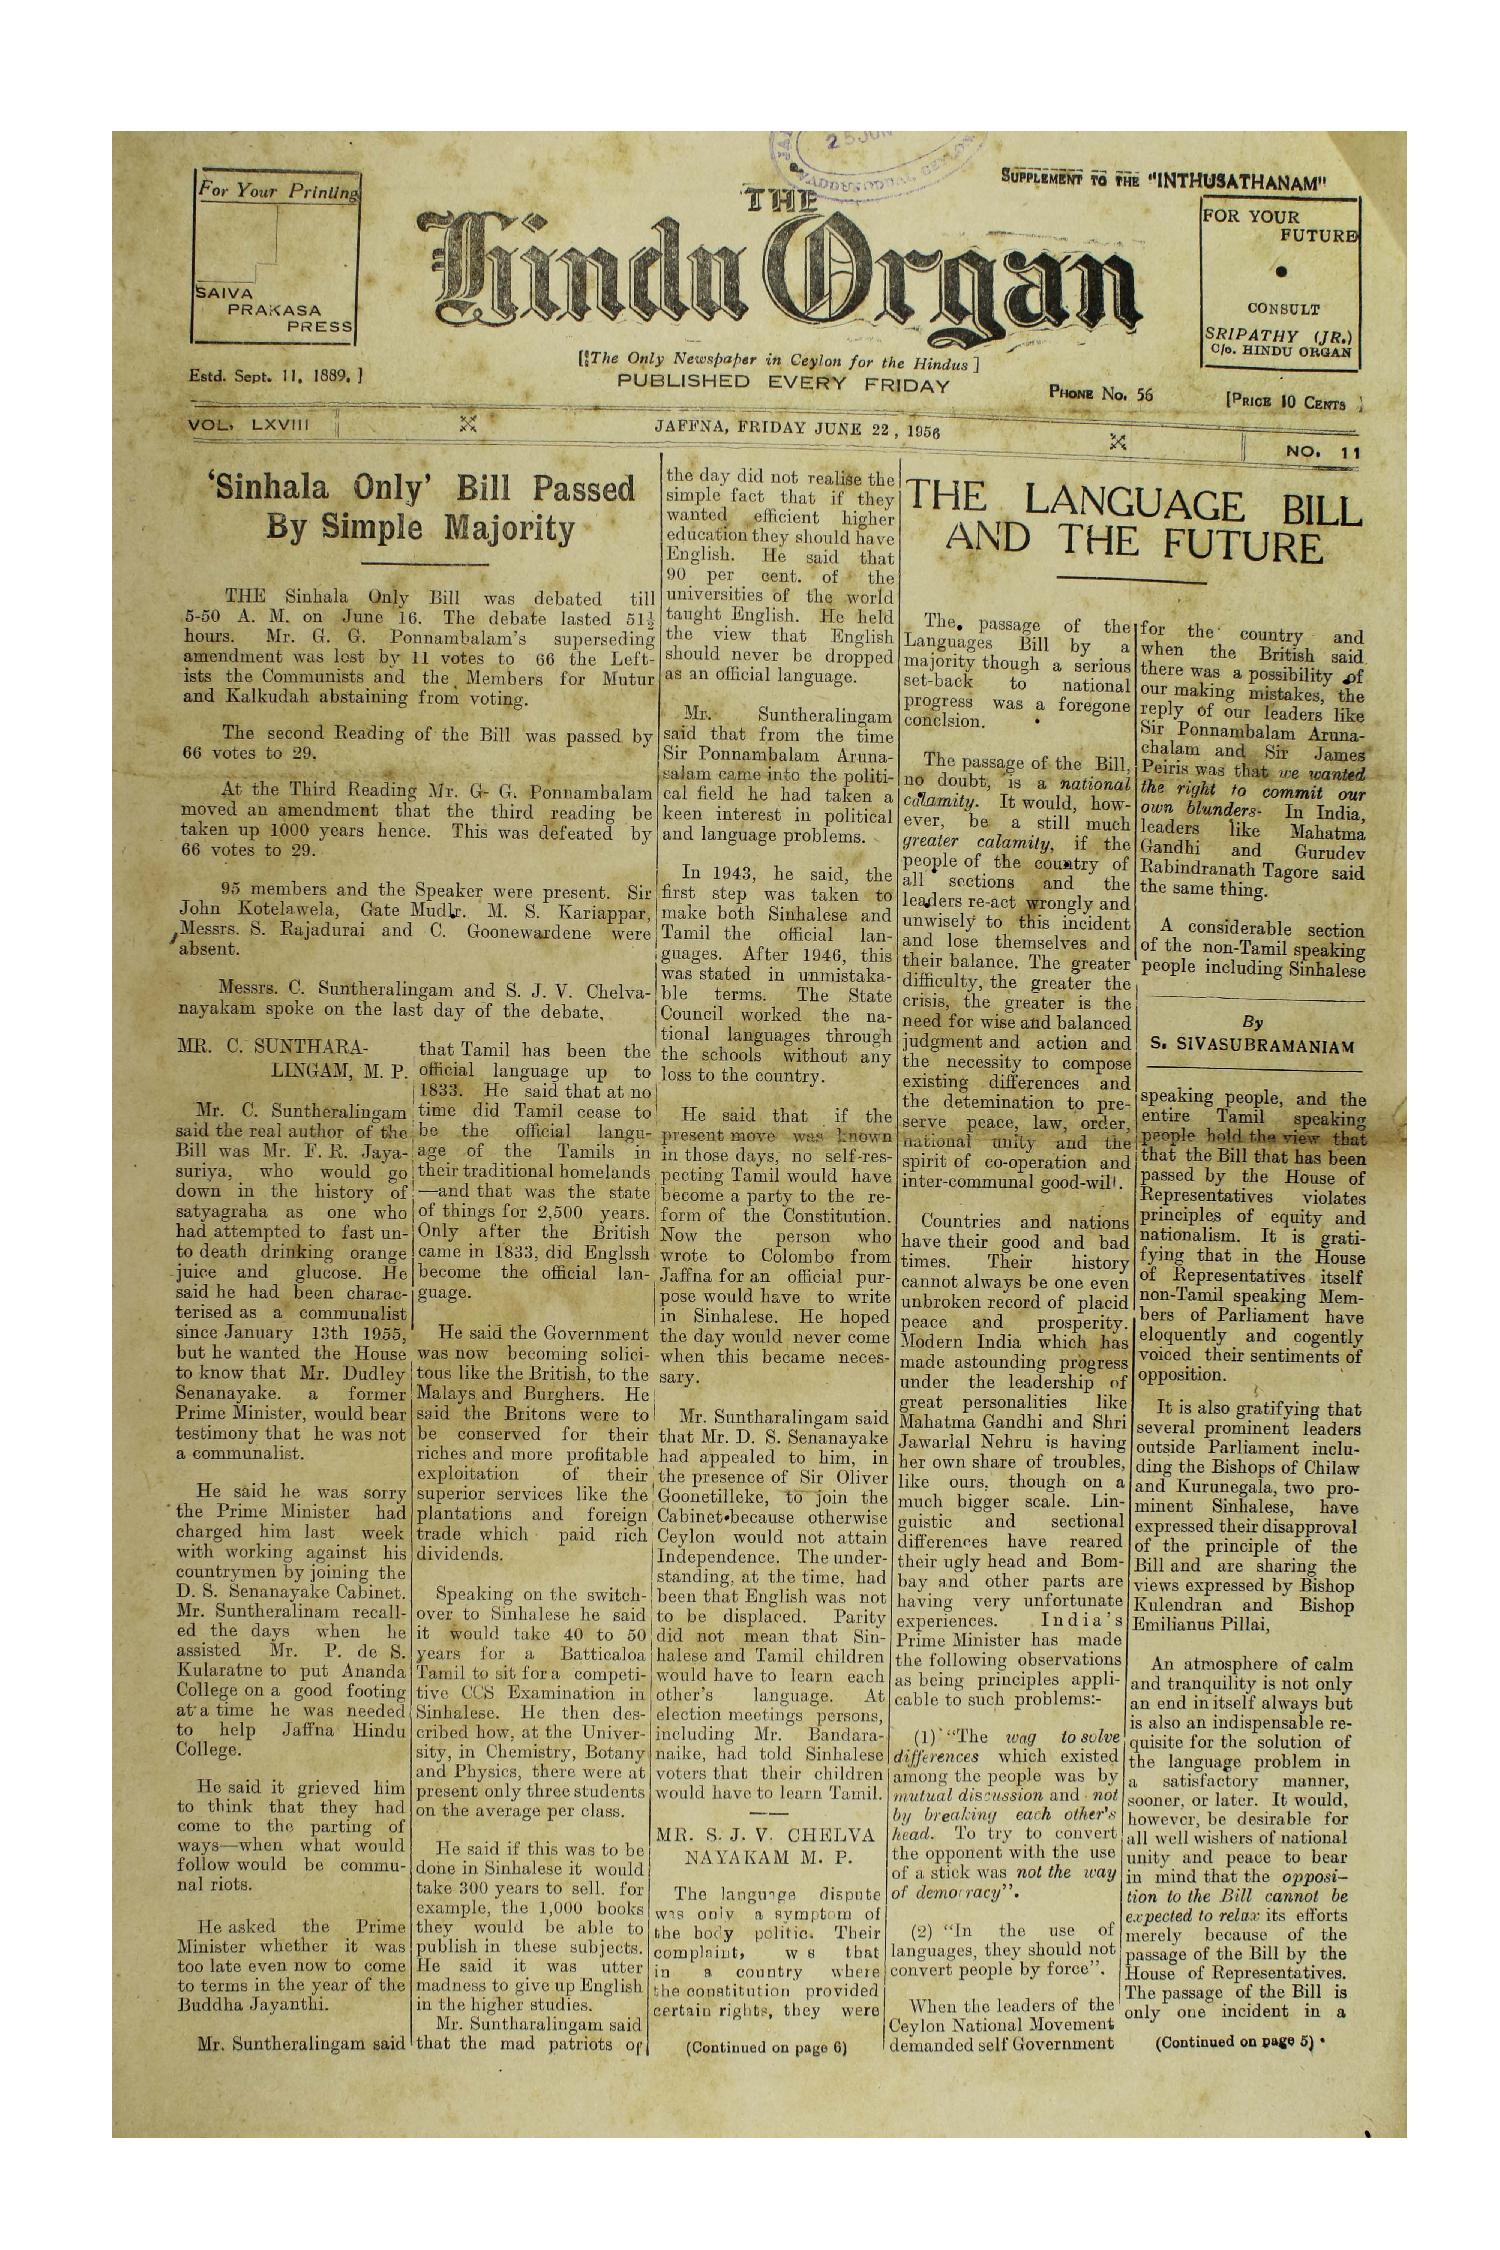 25 JUN
SUPPLEMENT TO THE "INTHUSATHANAM"
For Your Printing
SAIVA
PRAKASA
PRESS
THE
Hindu Organ
FOR YOUR
FUTURE
CONSULT
SRIPATHY (JR.)
C/o. HINDU ORGAN
[The Only Newspaper in Ceylon for the Hindus ]
Estd. Sept. 11, 1889. ]
PUBLISHED EVERY FRIDAY
PHONE No. 56
[PRICE 10 CENTS
VOL. LXVIII
JAFFNA, FRIDAY JUNE 22, 1956
NO. 11
'Sinhala Only' Bill Passed
By Simple Majority
THE Sinhala Only Bill was debated till
5-50 A. M. on June 16. The debate lasted 51½
hours. Mr. G. G. Ponnambalam's superseding
amendment was lost by 11 votes to 66 the Left-
ists the Communists and the Members for Mutur
and Kalkudah abstaining from voting.
The second Reading of the Bill was passed by
66 votes to 29.
At the Third Reading Mr. G- G. Ponnambalam
moved an amendment that the third reading be
taken up 1000 years hence. This was defeated by
66 votes to 29.
95 members and the Speaker were present. Sir
John Kotelawela, Gate Mudlr. M. S. Kariappar,
Messrs. S. Rajadurai and C. Goonewardene were
absent.
Messrs. C. Suntheralingam and S. J. V. Chelva-
nayakam spoke on the last day of the debate.
MR. C. SUNTHARA-
LINGAM, M. P.
Mr. C. Suntheralingam
said the real author of the
Bill was Mr. F. R. Jaya-
suriya, who would go
down in the history of
satyagraha as one who
had attempted to fast un-
to death drinking orange
juice and glucose. He
said he had been charac-
terised as a communalist
since January 13th 1955,
but he wanted the House
to know that Mr. Dudley
Senanayake. a former
Prime Minister, would bear
testimony that he was not
a communalist.
He said he was sorry
the Prime Minister had
charged him last week
with working against his
countrymen by joining the
D. S. Senanayake Cabinet.
Mr. Suntheralinam recall-
ed the days when he
assisted Mr. P. de S.
Kularatne to put Ananda
College on a good footing
at a time he was needed
to help Jaffna Hindu
College.
He said it grieved him
to think that they had
come to the parting of
ways—when what would
follow would be commu-
nal riots.
He asked the Prime
Minister whether it was
too late even now to come
to terms in the year of the
Buddha Jayanthi.
Mr. Suntheralingam said
that Tamil has been the
official language up to
1833. He said that at no
time did Tamil cease to
be the official langu-
age of the Tamils in
their traditional homelands
—and that was the state
of things for 2,500 years.
Only after the British
came in 1833, did Englssh
become the official lan-
guage.
He said the Government
was now becoming solici-
tous like the British, to the
Malays and Burghers. He
said the Britons were to
be conserved for their
riches and more profitable
exploitation of their
superior services like the
plantations and foreign
trade which paid rich
dividends.
Speaking on the switch-
over to Sinhalese he said
it would take 40 to 50
years for a Batticaloa
Tamil to sit for a competi-
tive CCS Examination in
Sinhalese. He then des-
cribed how, at the Univer-
sity, in Chemistry, Botany
and Physics, there were at
present only three students
on the average per class.
He said if this was to be
done in Sinhalese it would
take 300 years to sell. for
example, the 1,000 books
they would be able to
publish in these subjects.
He said it was utter
madness to give up English
in the higher studies.
Mr. Suntharalingam said
that the mad patriots of
the day did not realise the
simple fact that if they
wanted efficient higher
education they should have
English. He said that
90 per cent. of the
universities of the world
taught English. He held
the view that English
should never be dropped
as an official language.
Mr. Suntheralingam
said that from the time
Sir Ponnambalam Aruna-
salam came into the politi-
cal field he had taken a
keen interest in political
and language problems.
In 1943, he said, the
first step was taken to
make both Sinhalese and
Tamil the official lan-
guages. After 1946, this
was stated in unmistaka-
ble terms. The State
Council worked the na-
tional languages through
the schools without any
loss to the country.
He said that if the
present move was known
in those days, no self-res-
pecting Tamil would have
become a party to the re-
form of the Constitution.
Now the person who
wrote to Colombo from
Jaffna for an official pur-
pose would have to write
in Sinhalese. He hoped
the day would never come
when this became neces-
sary.
Mr. Suntharalingam said
that Mr. D. S. Senanayake
had appealed to him, in
the presence of Sir Oliver
Goonetilleke, to join the
Cabinet because otherwise
Ceylon would not attain
Independence. The under-
standing, at the time, had
been that English was not
to be displaced. Parity
did not mean that Sin-
halese and Tamil children
would have to learn each
other's language. At
election meetings persons,
including Mr. Bandara-
naike, had told Sinhalese
voters that their children
would have to learn Tamil.
MR. S. J. V. CHELVA
NAYAKAM M. P.
The language dispute
was only a symptom of
the body politic. Their
complaint, w s that
in a country where
the constitution provided
certain rights, they were
(Continued on page 6)
THE LANGUAGE BILL
AND THE FUTURE
The passage of the
Languages Bill by a
majority though a serious
set-back to national
progress was a foregone
conclsion.
The passage of the Bill,
no doubt, is a national
calamity. It would, how-
ever, be a still much
greater calamity, if the
people of the country of
all sections and the
leaders re-act wrongly and
unwisely to this incident
and lose themselves and
their balance. The greater
difficulty, the greater the
crisis, the greater is the
need for wise and balanced
judgment and action and
the necessity to compose
existing differences and
the detemination to pre-
serve peace, law, order,
national unity and the
spirit of co-operation and
inter-communal good-will.
Countries and nations
have their good and bad
times. Their history
cannot always be one even
unbroken record of placid
peace and prosperity.
Modern India which has
made astounding progress
under the leadership of
great personalities like
Mahatma Gandhi and Shri
Jawarlal Nehru is having
her own share of troubles,
like ours, though on a
much bigger scale. Lin-
guistic and sectional
differences have reared
their ugly head and Bom-
bay and other parts are
having very unfortunate
experiences. India's
Prime Minister has made
the following observations
as being principles appli-
cable to such problems:-
(1) "The wag to solve
differences which existed
among the people was by
mutual discussion and not
by breaking each other's
head. To try to convert
the opponent with the use
of a stick was not the way
of democracy".
(2) "In the use of
languages, they should not
convert people by force".
When the leaders of the
Ceylon National Movement
demanded self Government
for the country and
when the British said
there was a possibility of
our making mistakes, the
reply of our leaders like
Sir Ponnambalam Aruna-
chalam and Sir James
Peiris was that we wanted
the right to commit our
own blunders- In India,
leaders like Mahatma
Gandhi and Gurudev
Rabindranath Tagore said
the same thing.
A considerable section
of the non-Tamil speaking
people including Sinhalese
By
S. SIVASUBRAMANIAM
speaking people, and the
entire Tamil speaking
people hold the view that
that the Bill that has been
passed by the House of
Representatives violates
principles of equity and
nationalism. It is grati-
fying that in the House
of Representatives itself
non-Tamil speaking Mem-
bers of Parliament have
eloquently and cogently
voiced their sentiments of
opposition.
It is also gratifying that
several prominent leaders
outside Parliament inclu-
ding the Bishops of Chilaw
and Kurunegala, two pro-
minent Sinhalese, have
expressed their disapproval
of the principle of the
Bill and are sharing the
views expressed by Bishop
Kulendran and Bishop
Emilianus Pillai,
An atmosphere of calm
and tranquility is not only
an end in itself always but
is also an indispensable re-
quisite for the solution of
the language problem in
a satisfactory manner,
sooner, or later. It would,
however, be desirable for
all well wishers of national
unity and peace to bear
in mind that the opposi-
tion to the Bill cannot be
expected to relax its efforts
merely because of the
passage of the Bill by the
House of Representatives.
The passage of the Bill is
only one incident in a
(Continued on page 5)